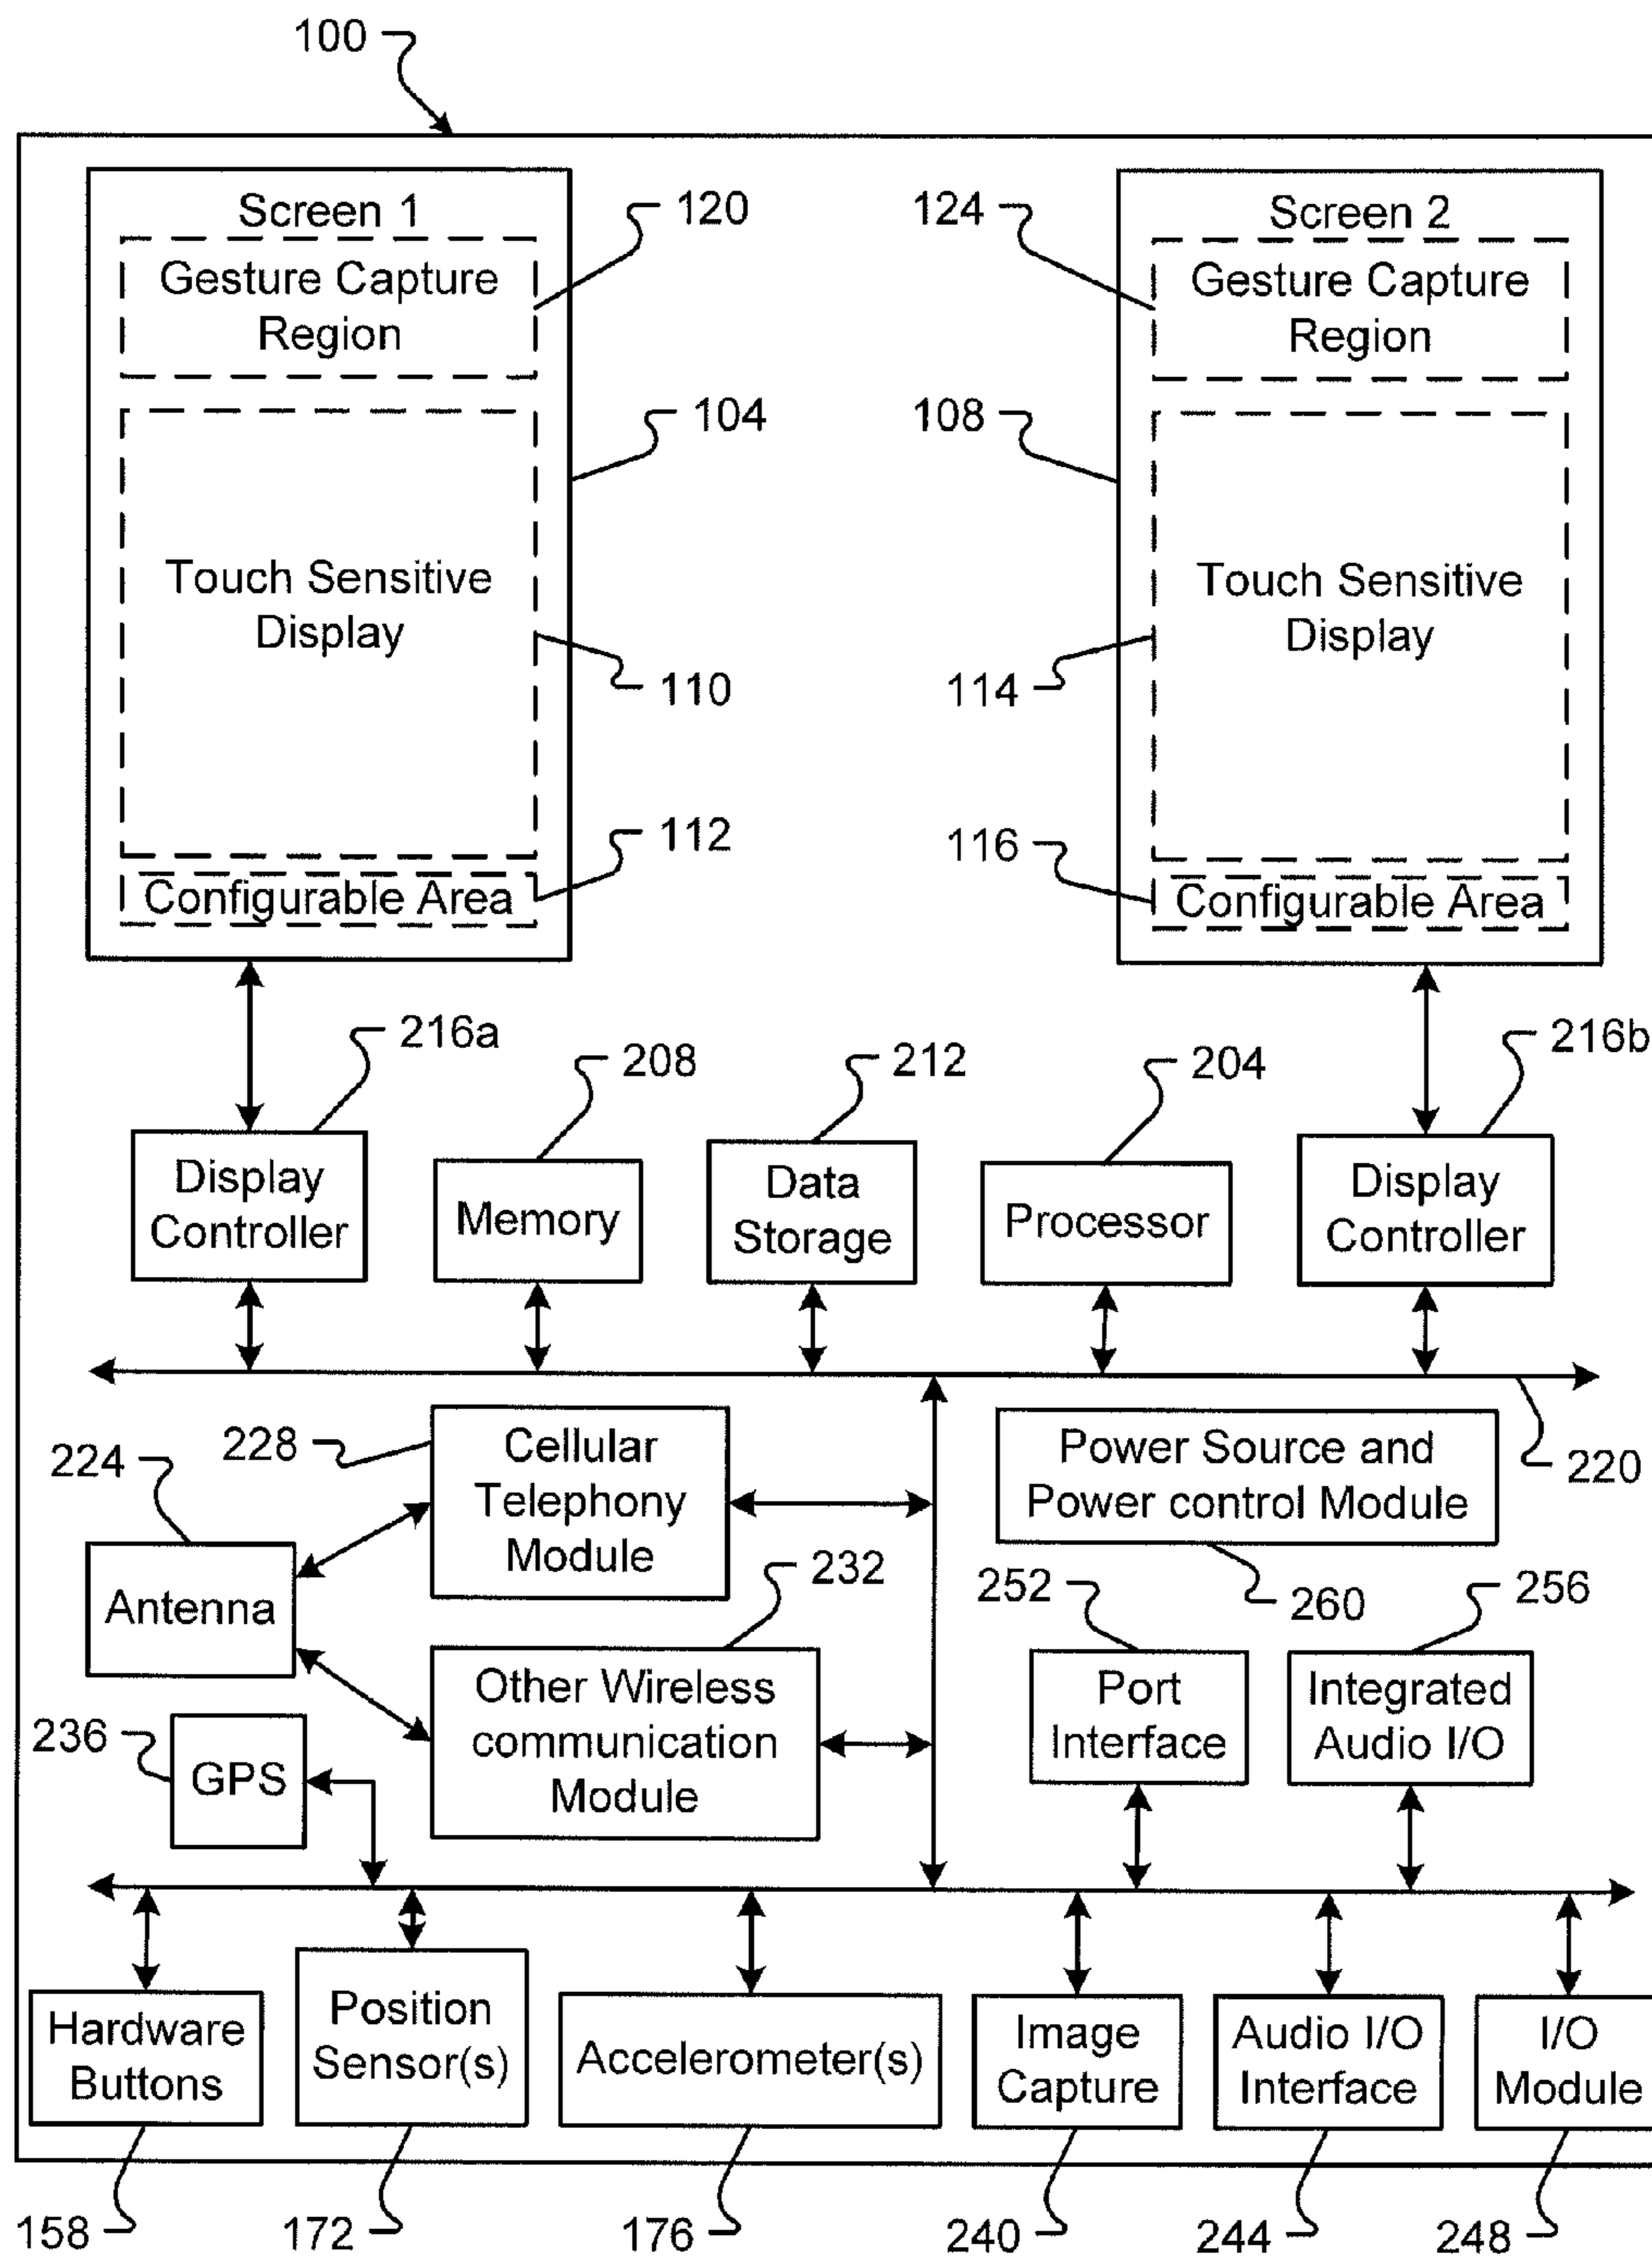 100
Screen 1
Screen 2
120
124
Gesture Capture
Region
Gesture Capture
Region
104
108
Touch Sensitive
Display
Touch Sensitive
Display
110
114
112
116
Configurable Area
Configurable Area
216a
208
212
204
216b
Display
Controller
Memory
Data
Storage
Processor
Display
Controller
220
228
Cellular
Telephony
Module
Power Source and
Power control Module
224
Antenna
232
252
260
256
Other Wireless
communication
Module
Port
Interface
Integrated
Audio I/O
236
GPS
Hardware
Buttons
Position
Sensor(s)
Accelerometer(s)
Image
Capture
Audio I/O
Interface
I/O
Module
158
172
176
240
244
248